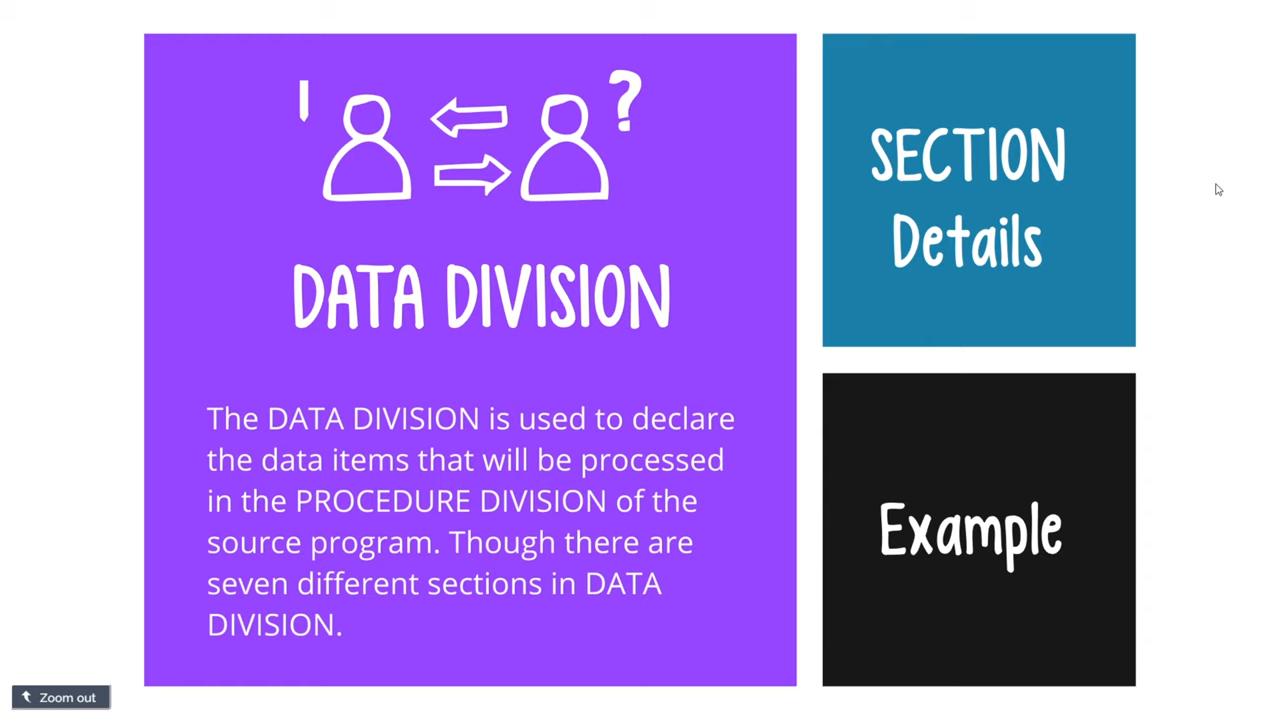 DATA DIVISION
The DATA DIVISION is used to declare
the data items that will be processed
in the PROCEDURE DIVISION of the
source program. Though there are
seven different sections in DATA
DIVISION.
SECTION
Details
Example
Zoom out